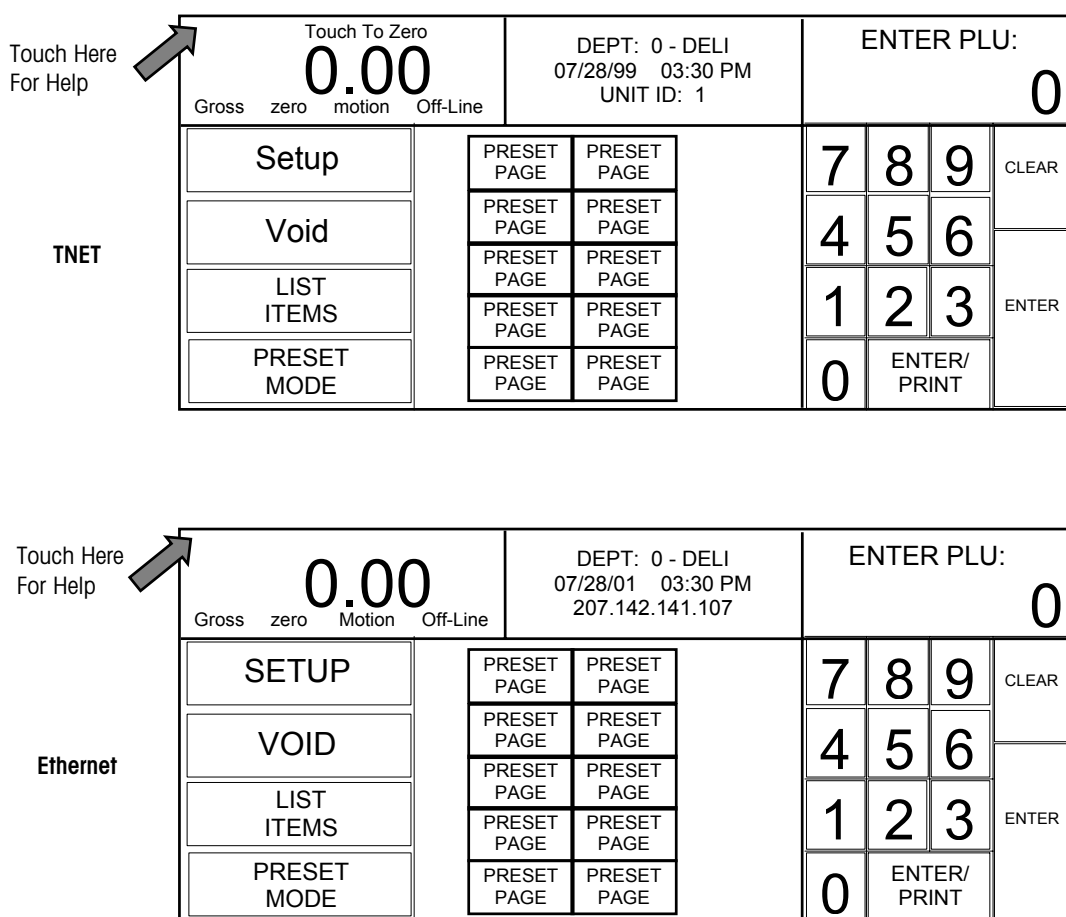 Touch Here
For Help
Touch To Zero
0.00
Gross zero motion Off-Line
DEPT: 0 - DELI
07/28/99 03:30 PM
UNIT ID: 1
ENTER PLU:
0
TNET
Setup
Void
LIST
ITEMS
PRESET
MODE
PRESET PRESET
PAGE PAGE
PRESET PRESET
PAGE PAGE
PRESET PRESET
PAGE PAGE
PRESET PRESET
PAGE PAGE
PRESET PRESET
PAGE PAGE
7 8 9 CLEAR
4 5 6
1 2 3 ENTER
0 ENTER/
PRINT
Touch Here
For Help
0.00
Gross zero Motion Off-Line
DEPT: 0 - DELI
07/28/01 03:30 PM
207.142.141.107
ENTER PLU:
0
Ethernet
SETUP
VOID
LIST
ITEMS
PRESET
MODE
PRESET PRESET
PAGE PAGE
PRESET PRESET
PAGE PAGE
PRESET PRESET
PAGE PAGE
PRESET PRESET
PAGE PAGE
PRESET PRESET
PAGE PAGE
7 8 9 CLEAR
4 5 6
1 2 3 ENTER
0 ENTER/
PRINT